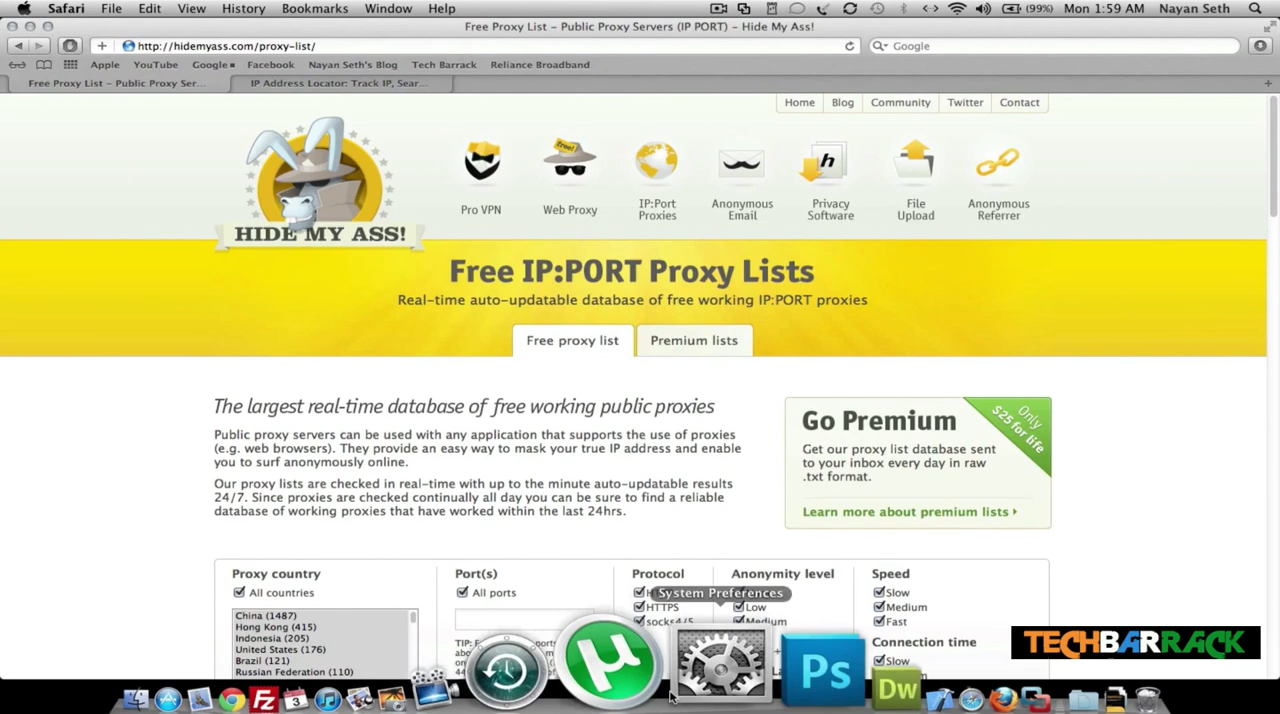 Safari File Edit View History Bookmarks Window Help (99%) Mon 1:59 AM Nayan Seth
Free Proxy List – Public Proxy Servers (IP PORT) – Hide My Ass!
http://hidemyass.com/proxy-list/ Google
Apple YouTube Google Facebook Nayan Seth's Blog Tech Barrack Reliance Broadband
Free Proxy List – Public Proxy Ser... IP Address Locator: Track IP, Sear...
Home Blog Community Twitter Contact
free!
h
Pro VPN Web Proxy IP:Port Proxies Anonymous Email IPrivacy Software File Upload Anonymous Referrer
HIDE MY ASS!
Free IP:PORT Proxy Lists
Real-time auto-updatable database of free working IP:PORT proxies
Free proxy list Premium lists
The largest real-time database of free working public proxies
Public proxy servers can be used with any application that supports the use of proxies
(e.g. web browsers). They provide an easy way to mask your true IP address and enable
you to surf anonymously online.
Our proxy lists are checked in real-time with up to the minute auto-updatable results
24/7. Since proxies are checked continually all day you can be sure to find a reliable
database of working proxies that have worked within the last 24hrs.
Go Premium
Only
$25 for life
Get our proxy list database sent
to your inbox every day in raw
.txt format.
Learn more about premium lists
Proxy country Port(s) Protocol Anonymity level Speed
All countries All ports Slow
System Preferences
China (1487)
Hong Kong (415)
Indonesia (205)
United States (176)
Brazil (121)
Russian Federation (110)
HTTPS
socks4/5
Low
Medium
Medium
Fast
Connection time
Slow
TIP:
TECHBARRACK
µ
Ps
Dw
Fz
3